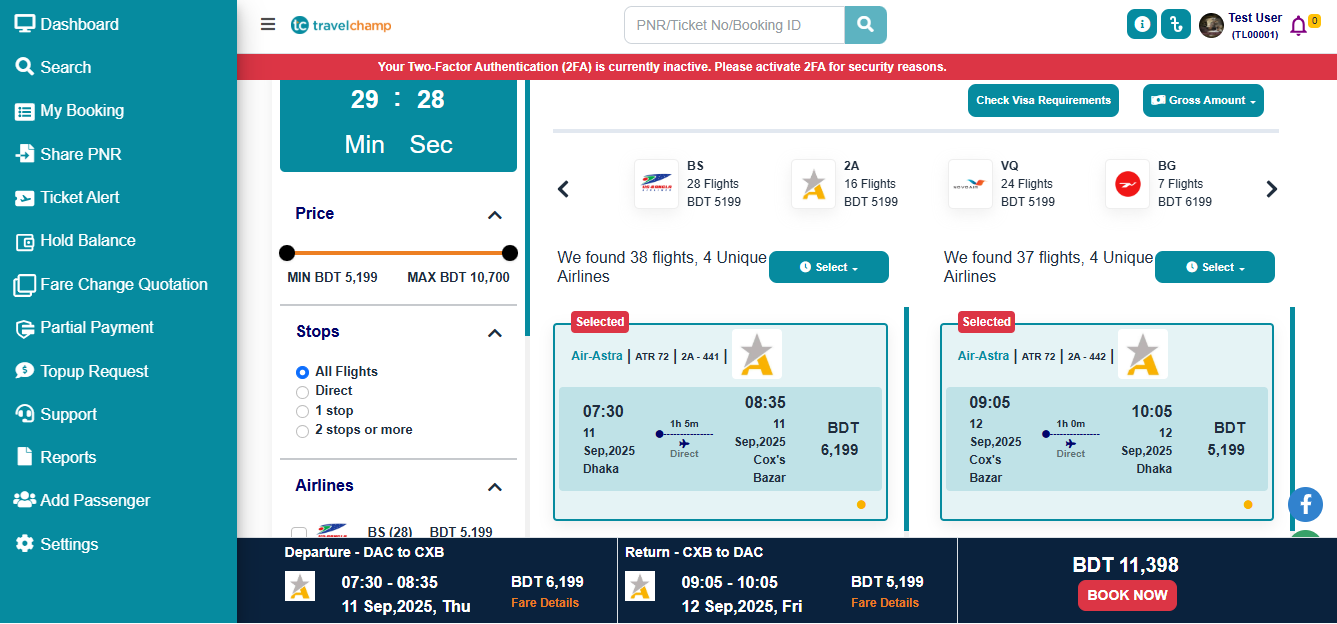 Dashboard
Search
My Booking
Share PNR
Ticket Alert
Hold Balance
Fare Change Quotation
Partial Payment
Topup Request
Support
Reports
Add Passenger
Settings
tc travelchamp
PNR/Ticket No/Booking ID
Test User
(TL00001)
0
Your Two-Factor Authentication (2FA) is currently inactive. Please activate 2FA for security reasons.
29 : 28
Min Sec
Price
MIN BDT 5,199 MAX BDT 10,700
Stops
All Flights
Direct
1 stop
2 stops or more
Airlines
BS (28) BDT 5,199
Check Visa Requirements
Gross Amount
BS
28 Flights
BDT 5199
2A
16 Flights
BDT 5199
VQ
24 Flights
BDT 5199
BG
7 Flights
BDT 6199
We found 38 flights, 4 Unique
Airlines
Select
Selected
Air-Astra | ATR 72 | 2A - 441 |
07:30
11
Sep,2025
Dhaka
1h 5m
Direct
08:35
11
Sep,2025
Cox's
Bazar
BDT
6,199
We found 37 flights, 4 Unique
Airlines
Select
Selected
Air-Astra | ATR 72 | 2A - 442 |
09:05
12
Sep,2025
Cox's
Bazar
1h 0m
Direct
10:05
12
Sep,2025
Dhaka
BDT
5,199
Departure - DAC to CXB
07:30 - 08:35
11 Sep,2025, Thu
BDT 6,199
Fare Details
Return - CXB to DAC
09:05 - 10:05
12 Sep,2025, Fri
BDT 5,199
Fare Details
BDT 11,398
BOOK NOW